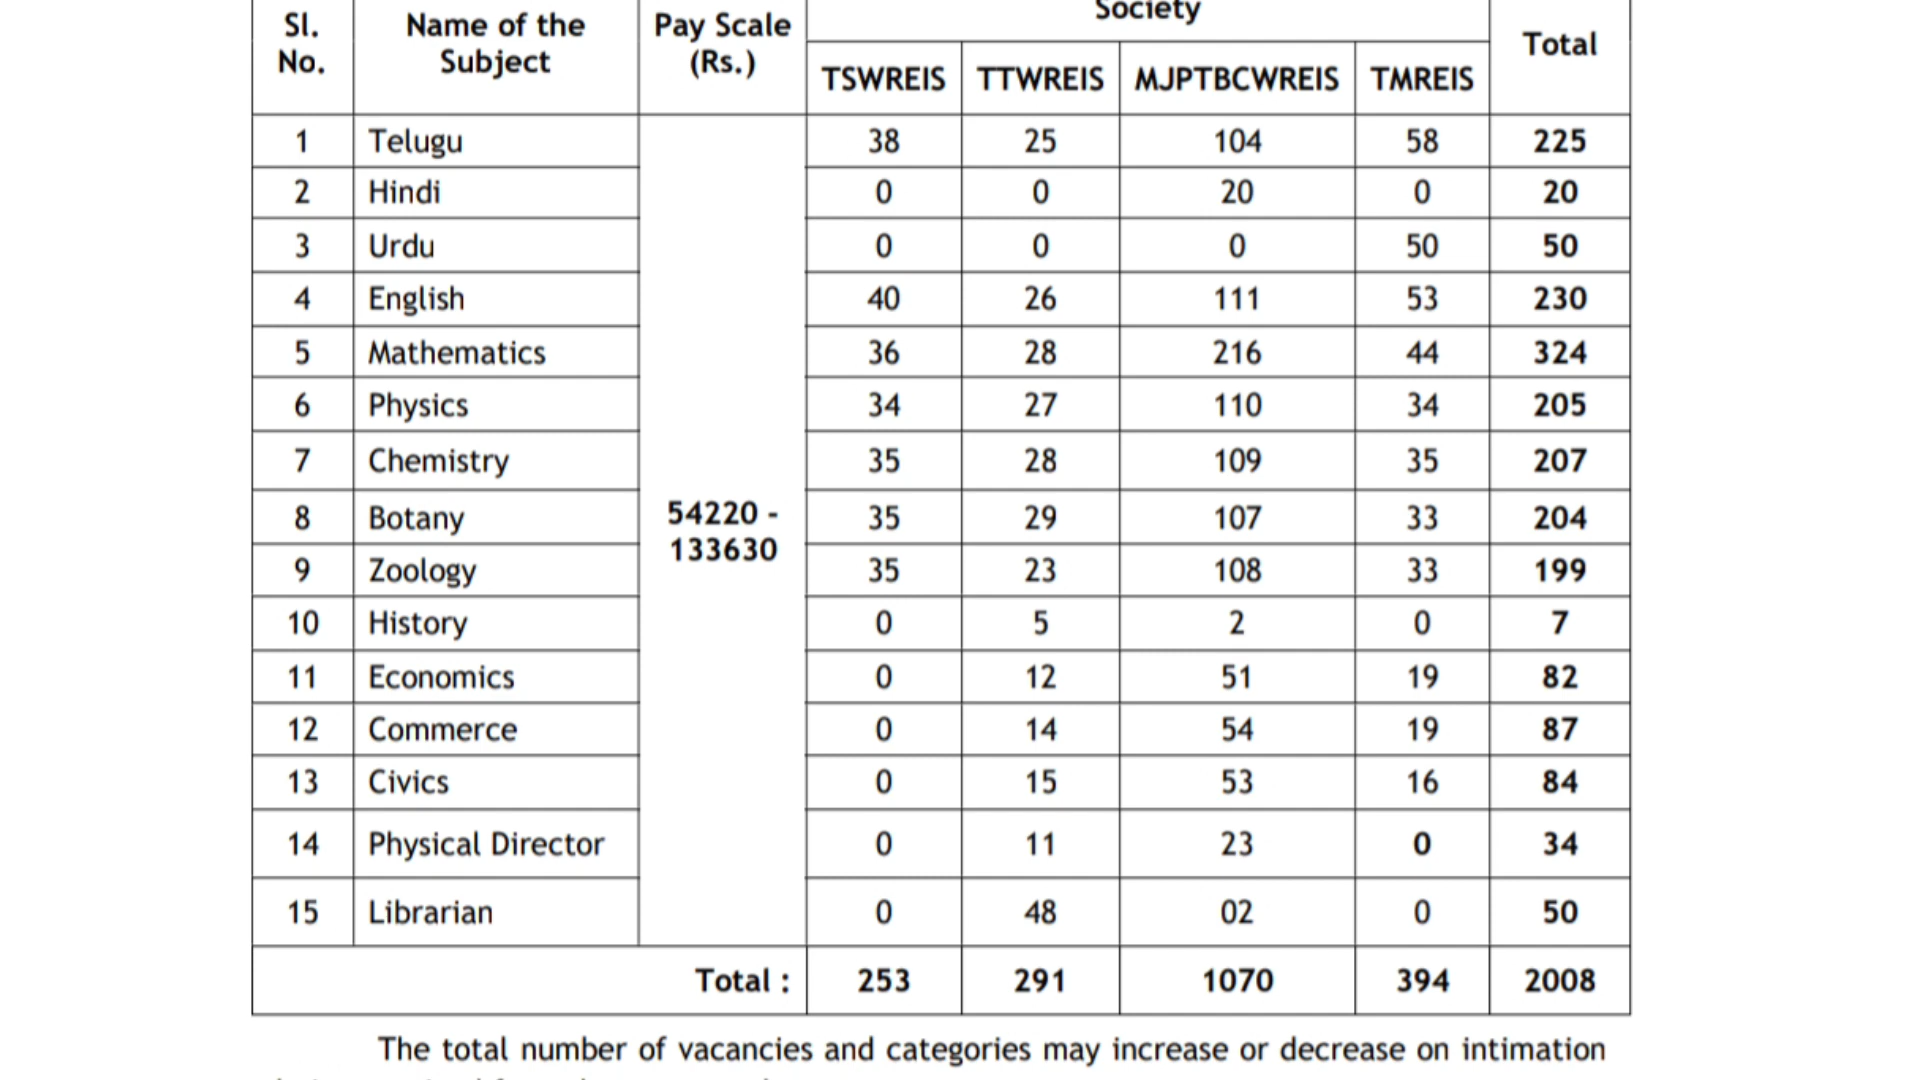 Society
Sl. No. Name of the Subject Pay Scale (Rs.) TSWREIS TTWREIS MJPTBCWREIS TMREIS Total
1 Telugu 38 25 104 58 225
2 Hindi 0 0 20 0 20
3 Urdu 0 0 0 50 50
4 English 40 26 111 53 230
5 Mathematics 36 28 216 44 324
6 Physics 34 27 110 34 205
7 Chemistry 35 28 109 35 207
54220 - 133630
8 Botany 35 29 107 33 204
9 Zoology 35 23 108 33 199
10 History 0 5 2 0 7
11 Economics 0 12 51 19 82
12 Commerce 0 14 54 19 87
13 Civics 0 15 53 16 84
14 Physical Director 0 11 23 0 34
15 Librarian 0 48 02 0 50
Total : 253 291 1070 394 2008
The total number of vacancies and categories may increase or decrease on intimation